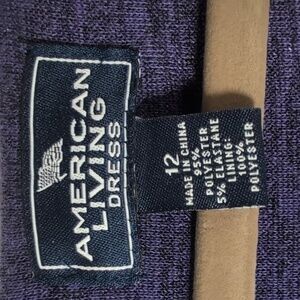 AMERICAN
LIVING
DRESS
12
MADE IN CHINA
95%
POLYESTER
5% ELASTANE
LINING:
100%
POLYESTER